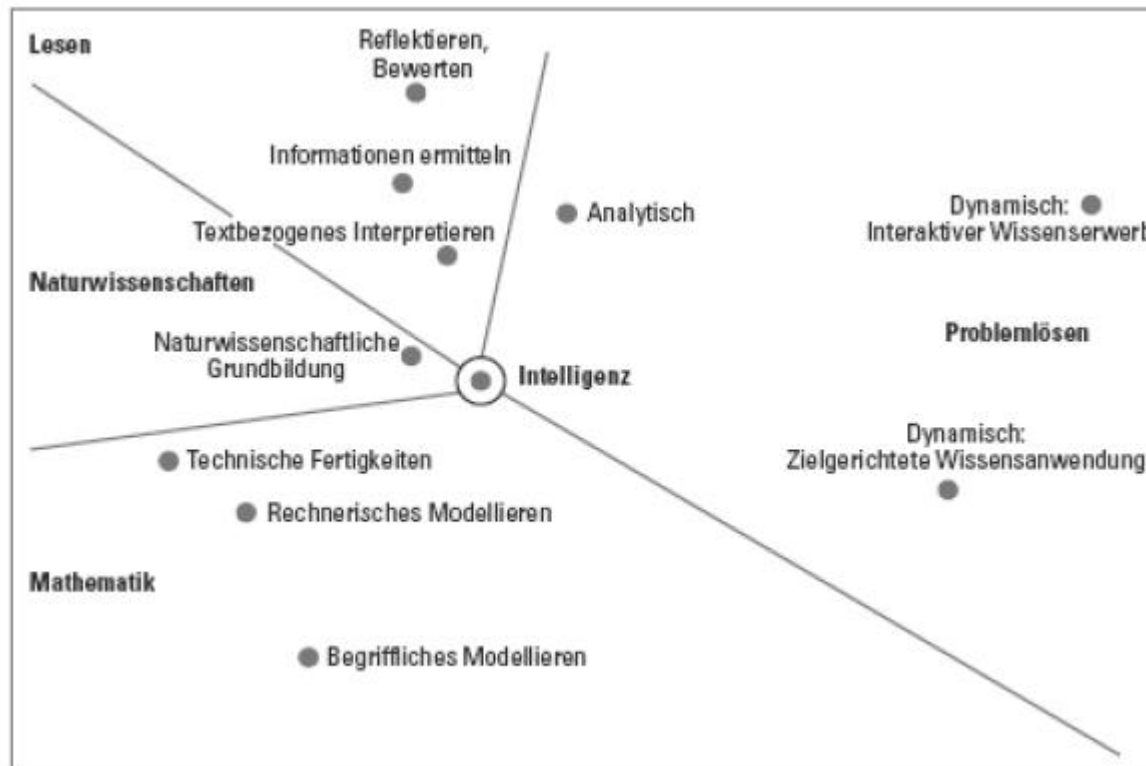 Lesen
Reflektieren,
Bewerten
Informationen ermitteln
Textbezogenes Interpretieren
Analytisch
Dynamisch:
Interaktiver Wissenserwerb
Naturwissenschaften
Problemlösen
Naturwissenschaftliche
Grundbildung
Intelligenz
Dynamisch:
Zielgerichtete Wissensanwendung
Technische Fertigkeiten
Rechnerisches Modellieren
Mathematik
Begriffliches Modellieren